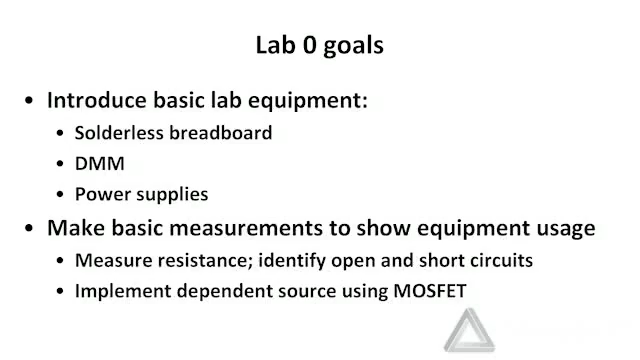 Lab 0 goals
• Introduce basic lab equipment:
• Solderless breadboard
• DMM
• Power supplies
• Make basic measurements to show equipment usage
• Measure resistance; identify open and short circuits
• Implement dependent source using MOSFET